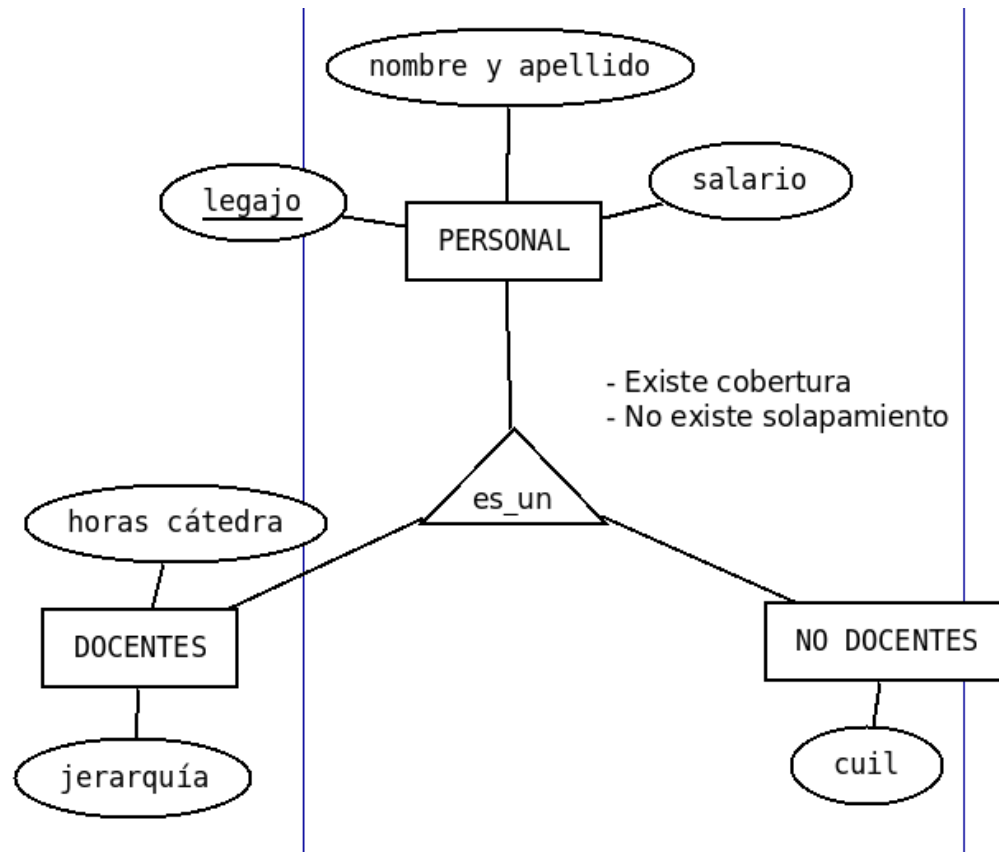 nombre y apellido
legajo
salario
PERSONAL
- Existe cobertura
- No existe solapamiento
es_un
horas cátedra
DOCENTES
NO DOCENTES
jerarquía
cuil